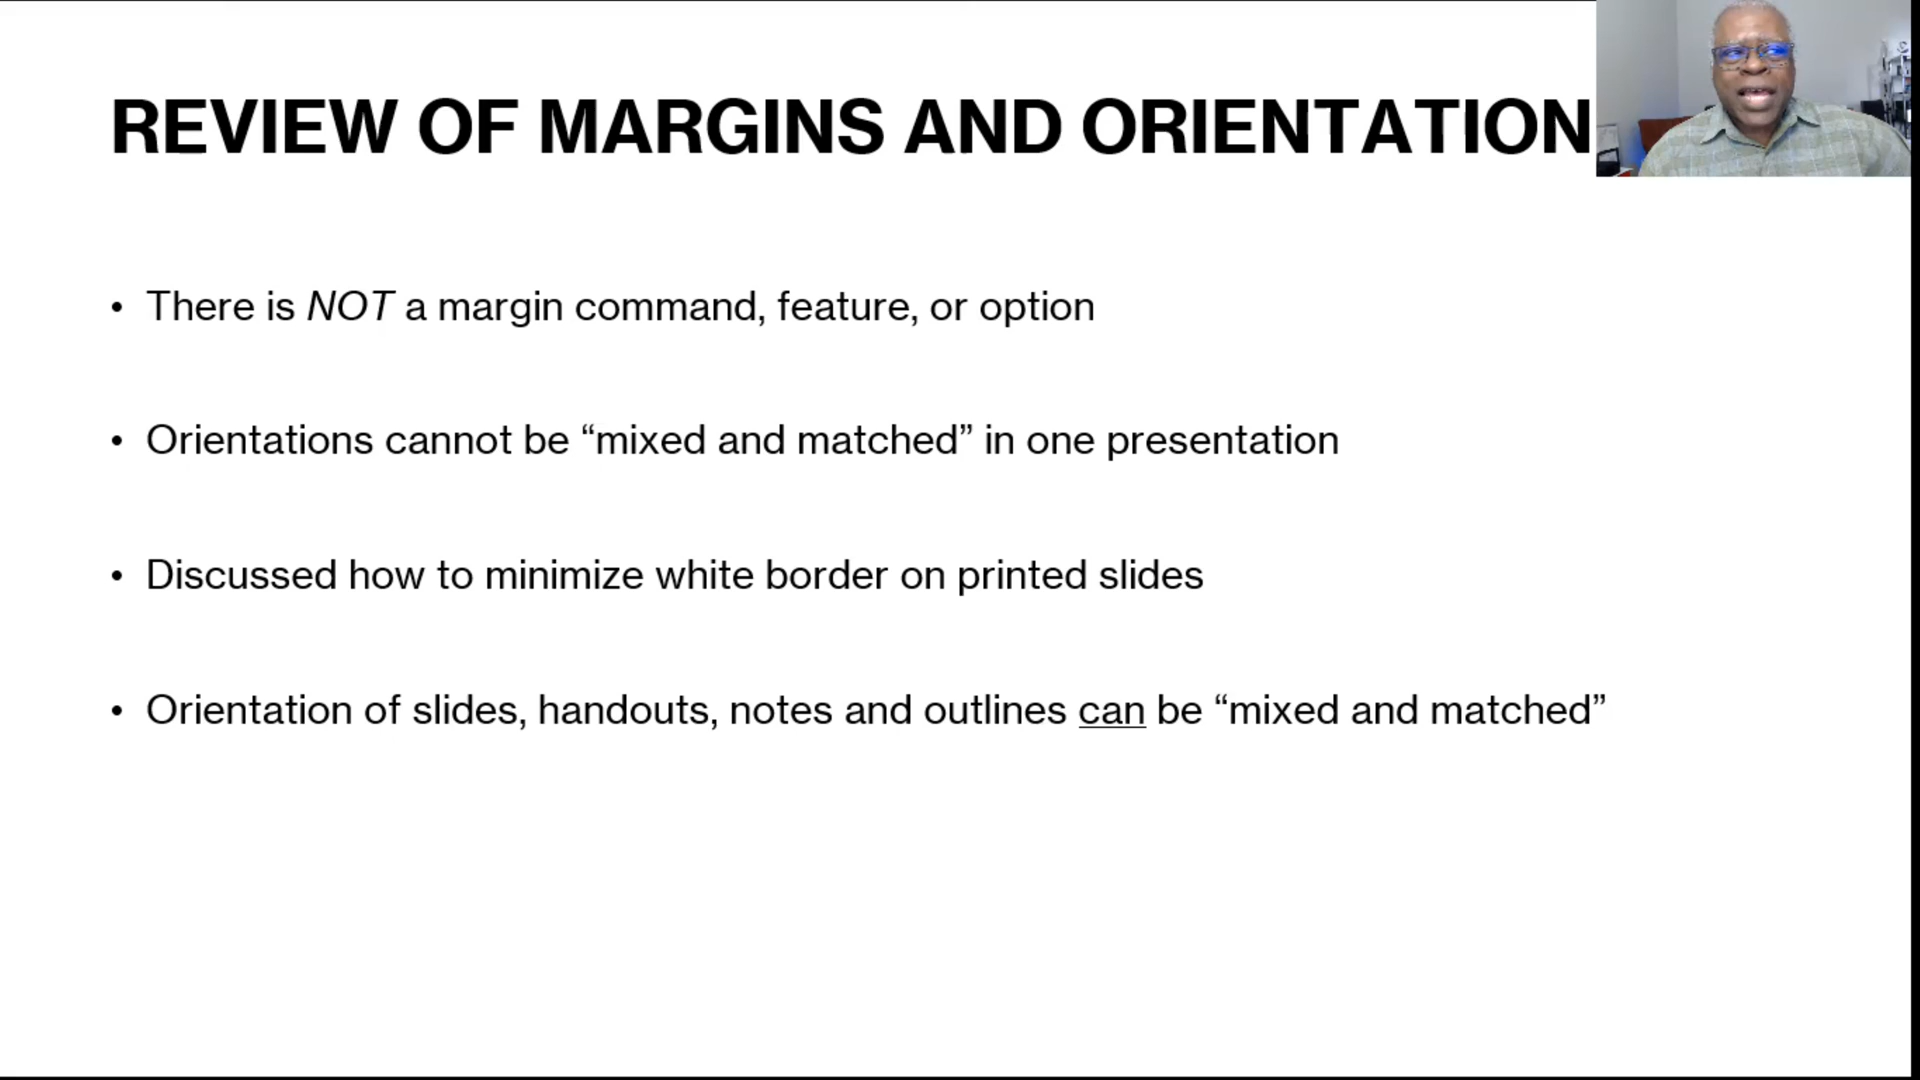 REVIEW OF MARGINS AND ORIENTATION
• There is NOT a margin command, feature, or option
• Orientations cannot be “mixed and matched” in one presentation
• Discussed how to minimize white border on printed slides
• Orientation of slides, handouts, notes and outlines can be “mixed and matched”